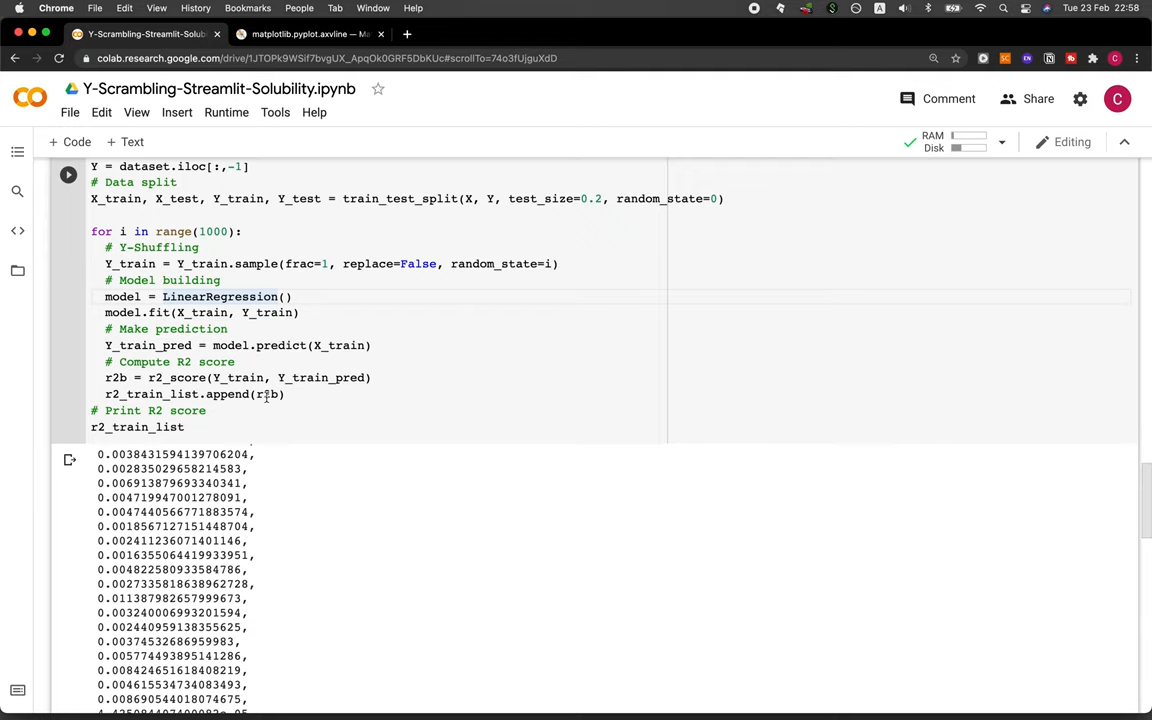 Chrome File Edit View History Bookmarks People Tab Window Help Tue 23 Feb 22:58
Y-Scrambling-Streamlit-Solubil matplotlib.pyplot.axvline — M
colab.research.google.com/drive/1JTOPk9WSif7bvgUX_ApqOk0GRF5DbKUc#scrollTo=74o3fUjguXdD
Y-Scrambling-Streamlit-Solubility.ipynb
Comment Share C
File Edit View Insert Runtime Tools Help
+ Code + Text RAM Disk Editing
Y = dataset.iloc[:,-1]
# Data split
X_train, X_test, Y_train, Y_test = train_test_split(X, Y, test_size=0.2, random_state=0)
for i in range(1000):
# Y-Shuffling
Y_train = Y_train.sample(frac=1, replace=False, random_state=i)
# Model building
model = LinearRegression()
model.fit(X_train, Y_train)
# Make prediction
Y_train_pred = model.predict(X_train)
# Compute R2 score
r2b = r2_score(Y_train, Y_train_pred)
r2_train_list.append(r2b)
# Print R2 score
r2_train_list
0.0038431594139706204,
0.002835029658214583,
0.006913879693340341,
0.004719947001278091,
0.0047440566771883574,
0.0018567127151448704,
0.002411236071401146,
0.0016355064419933951,
0.004822580933584786,
0.0027335818638962728,
0.011387982657999673,
0.003240006993201594,
0.002440959138355625,
0.00374532686959983,
0.005774493895141286,
0.008424651618408219,
0.004615534734083493,
0.008690544018074675,